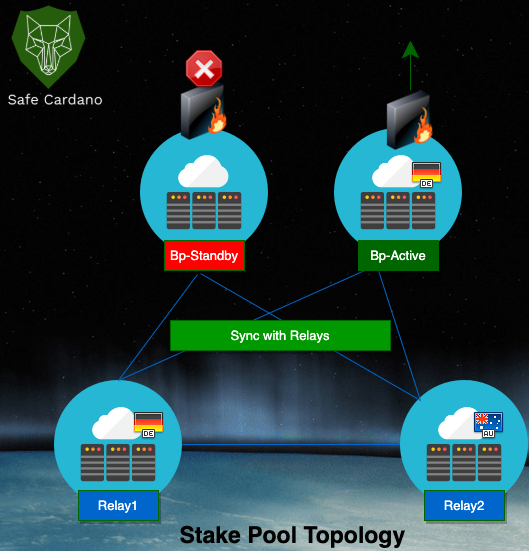 Safe Cardano
DE
Bp-Standby
Bp-Active
Sync with Relays
DE
AU
Relay1
Relay2
Stake Pool Topology